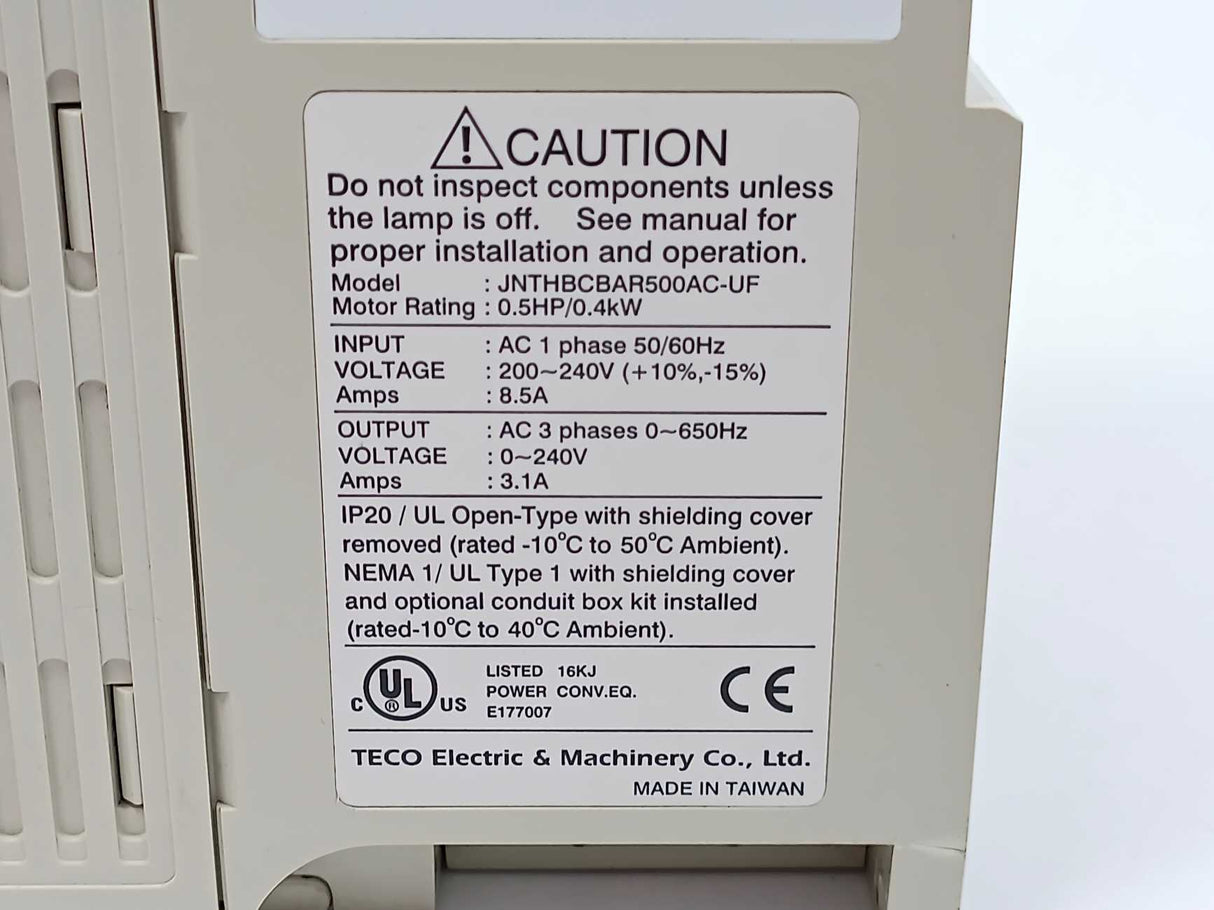 CAUTION
Do not inspect components unless
the lamp is off. See manual for
proper installation and operation.
Model : JNTHBCBAR500AC-UF
Motor Rating : 0.5HP/0.4kW
INPUT : AC 1 phase 50/60Hz
VOLTAGE : 200~240V (+10%,-15%)
Amps : 8.5A
OUTPUT : AC 3 phases 0~650Hz
VOLTAGE : 0~240V
Amps : 3.1A
IP20 / UL Open-Type with shielding cover
removed (rated -10°C to 50°C Ambient).
NEMA 1/ UL Type 1 with shielding cover
and optional conduit box kit installed
(rated-10°C to 40°C Ambient).
C UL ® US LISTED 16KJ CE
POWER CONV.EQ.
E177007
TECO Electric & Machinery Co., Ltd.
MADE IN TAIWAN